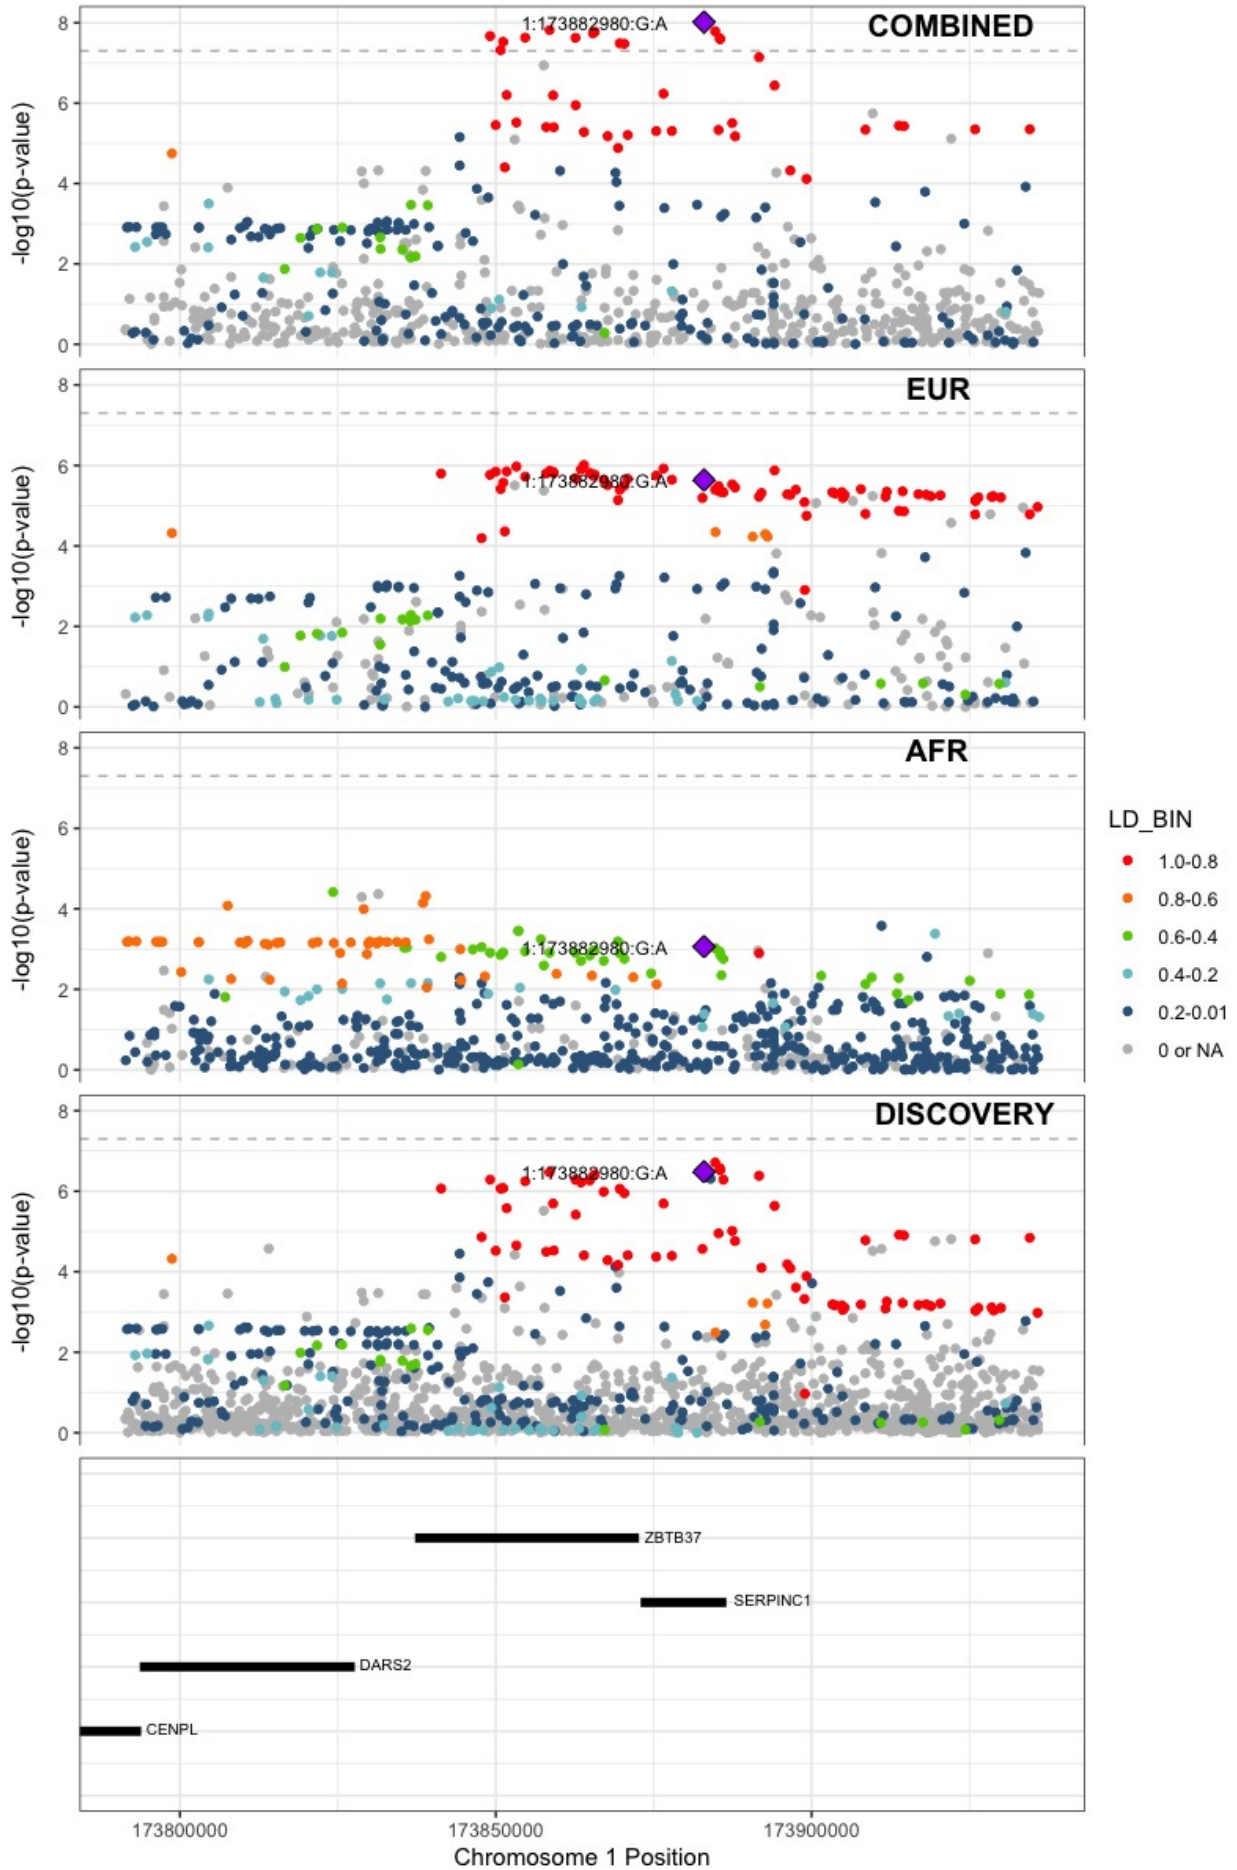 COMBINED
1:173882980:G:A
8
6
4
2
0
-log10(p-value)
EUR
1:173882980:G:A
8
6
4
2
0
-log10(p-value)
AFR
1:173882980:G:A
8
6
4
2
0
-log10(p-value)
LD_BIN
1.0-0.8
0.8-0.6
0.6-0.4
0.4-0.2
0.2-0.01
0 or NA
DISCOVERY
1:173882980:G:A
8
6
4
2
0
-log10(p-value)
ZBTB37
SERPINC1
DARS2
CENPL
173800000 173850000 173900000
Chromosome 1 Position